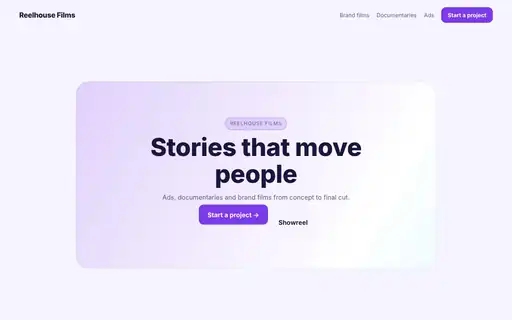 Reelhouse Films
Brand films Documentaries Ads Start a project
REELHOUSE FILMS
Stories that move
people
Ads, documentaries and brand films from concept to final cut.
Start a project →
Showreel